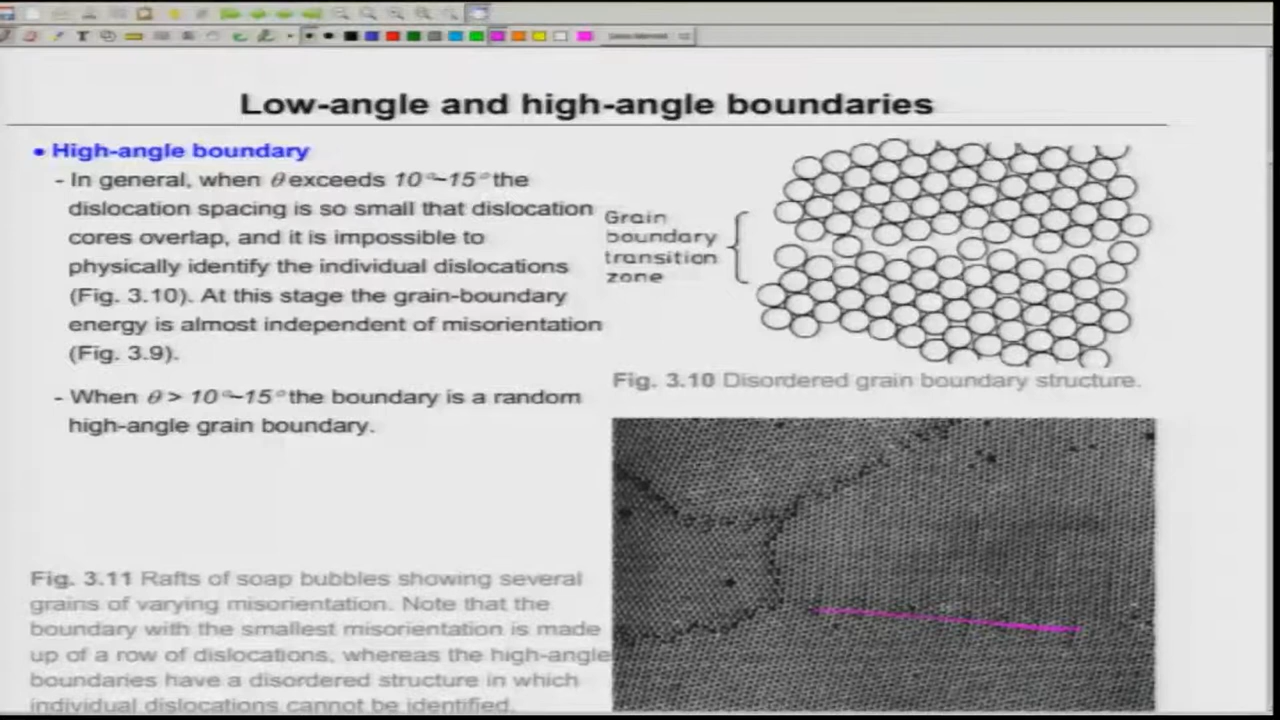 Low-angle and high-angle boundaries
• High-angle boundary
- In general, when θ exceeds 10°~15° the
dislocation spacing is so small that dislocation
cores overlap, and it is impossible to
physically identify the individual dislocations
(Fig. 3.10). At this stage the grain-boundary
energy is almost independent of misorientation
(Fig. 3.9).
- When θ > 10°~15° the boundary is a random
high-angle grain boundary.
Grain
boundary
transition
zone
Fig. 3.10 Disordered grain boundary structure.
Fig. 3.11 Rafts of soap bubbles showing several
grains of varying misorientation. Note that the
boundary with the smallest misorientation is made
up of a row of dislocations, whereas the high-angle
boundaries have a disordered structure in which
individual dislocations cannot be identified.